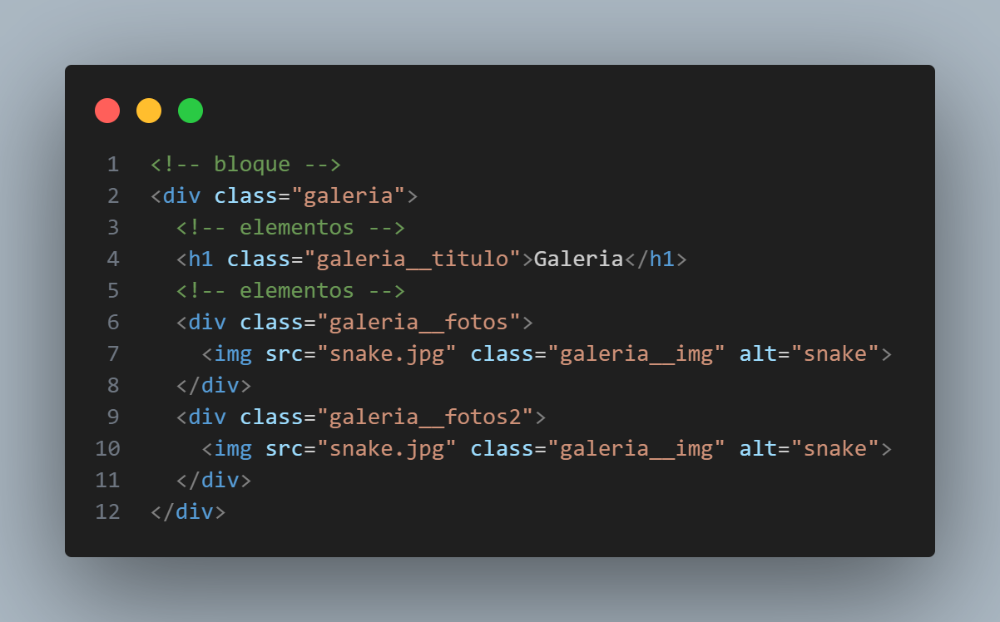 1 <!-- bloque -->
2 <div class="galeria">
3   <!-- elementos -->
4   <h1 class="galeria__titulo">Galeria</h1>
5   <!-- elementos -->
6   <div class="galeria__fotos">
7     <img src="snake.jpg" class="galeria__img" alt="snake">
8   </div>
9   <div class="galeria__fotos2">
10     <img src="snake.jpg" class="galeria__img" alt="snake">
11   </div>
12 </div>